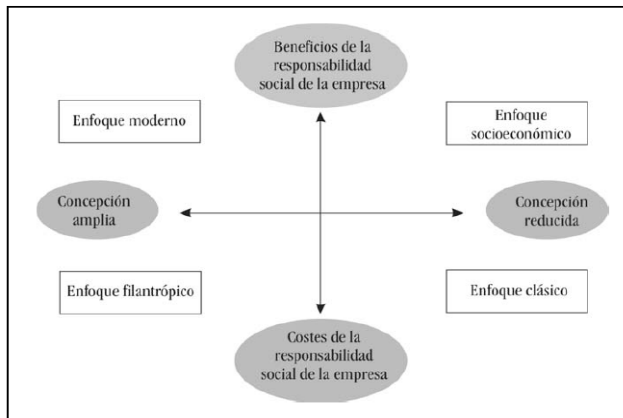 Beneficios de la
responsabilidad
social de la empresa
Enfoque moderno
Enfoque
socioeconómico
Concepción
amplia
Concepción
reducida
Enfoque filantrópico
Enfoque clásico
Costes de la
responsabilidad
social de la empresa